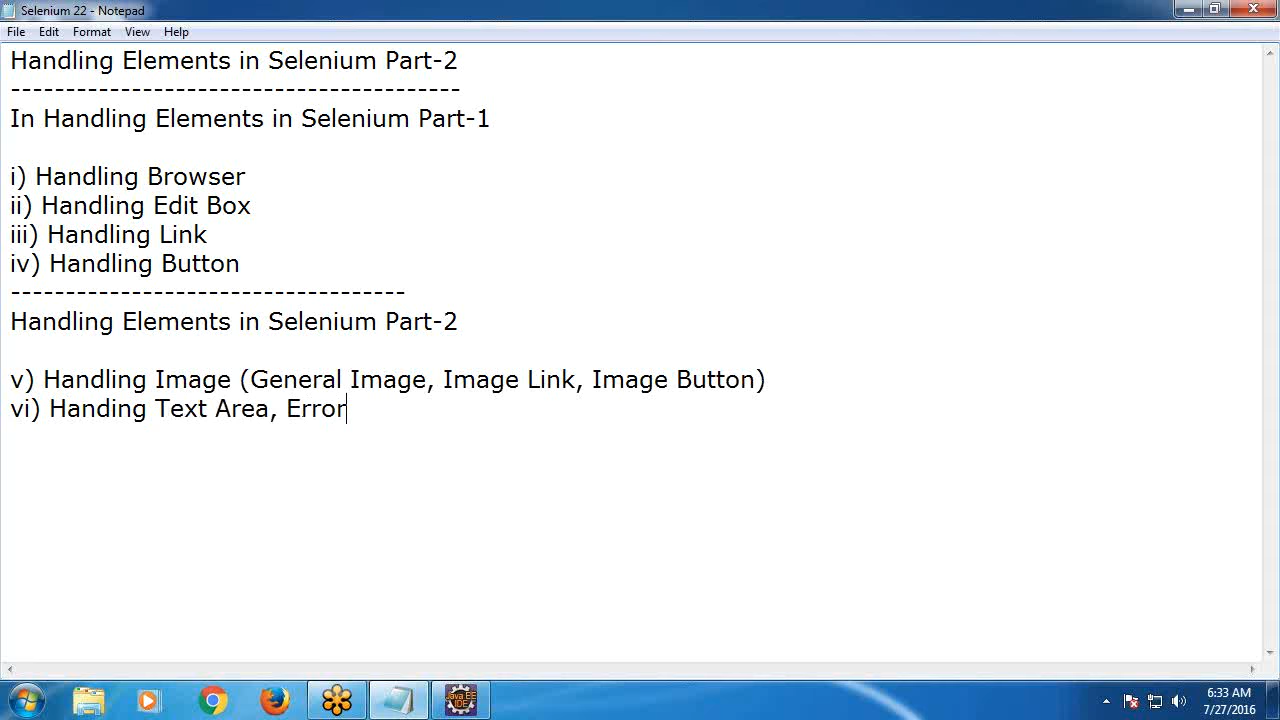 Selenium 22 - Notepad
File Edit Format View Help
Handling Elements in Selenium Part-2
-----------------------------------------
In Handling Elements in Selenium Part-1
i) Handling Browser
ii) Handling Edit Box
iii) Handling Link
iv) Handling Button
------------------------------------
Handling Elements in Selenium Part-2
v) Handling Image (General Image, Image Link, Image Button)
vi) Handing Text Area, Error
Java EE
IDE
6:33 AM
7/27/2016